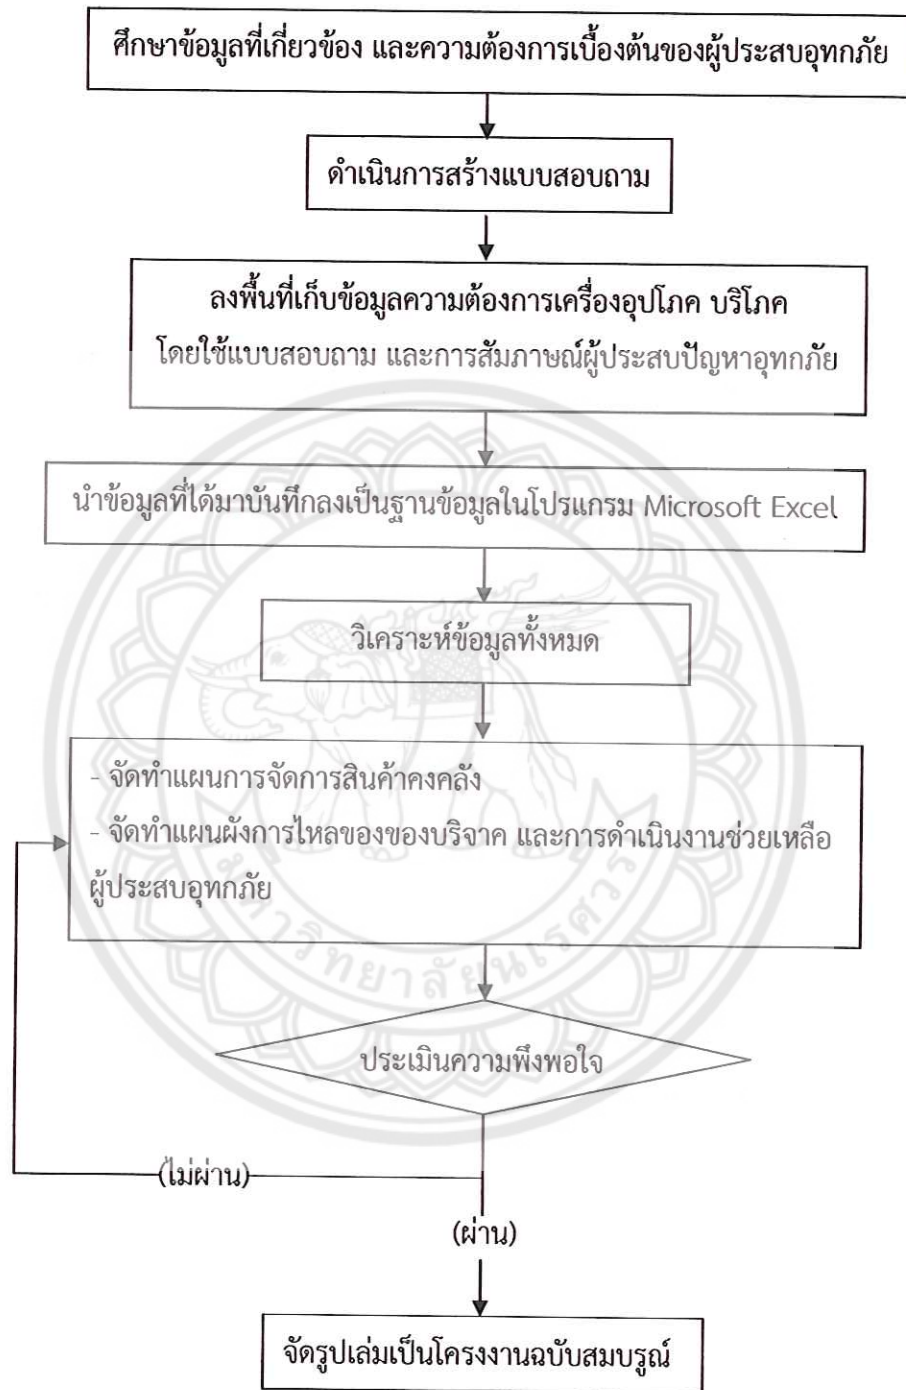 ศึกษาข้อมูลที่เกี่ยวข้อง และความต้องการเบื้องต้นของผู้ประสบอุทกภัย
ดำเนินการสร้างแบบสอบถาม
ลงพื้นที่เก็บข้อมูลความต้องการเครื่องอุปโภค บริโภค
โดยใช้แบบสอบถาม และการสัมภาษณ์ผู้ประสบปัญหาอุทกภัย
นำข้อมูลที่ได้มาบันทึกลงเป็นฐานข้อมูลในโปรแกรม Microsoft Excel
วิเคราะห์ข้อมูลทั้งหมด
- จัดทำแผนการจัดการสินค้าคงคลัง
- จัดทำแผนผังการไหลของของบริจาค และการดำเนินงานช่วยเหลือ
ผู้ประสบอุทกภัย
มหาวิทยาลัยนเรศวร
ประเมินความพึงพอใจ
(ไม่ผ่าน)
(ผ่าน)
จัดรูปเล่มเป็นโครงงานฉบับสมบรูณ์